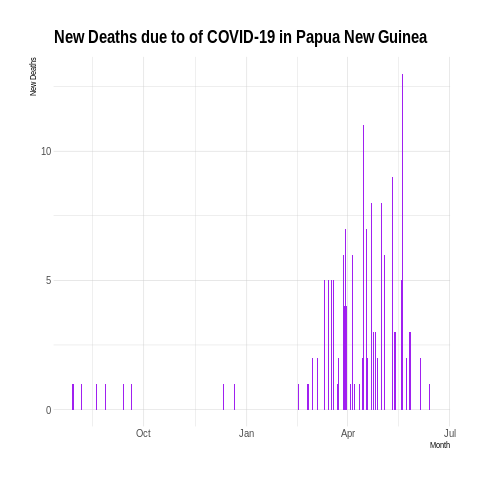 New Deaths due to of COVID-19 in Papua New Guinea
New Deaths
10
5
0
Oct
Jan
Apr
Jul
Month